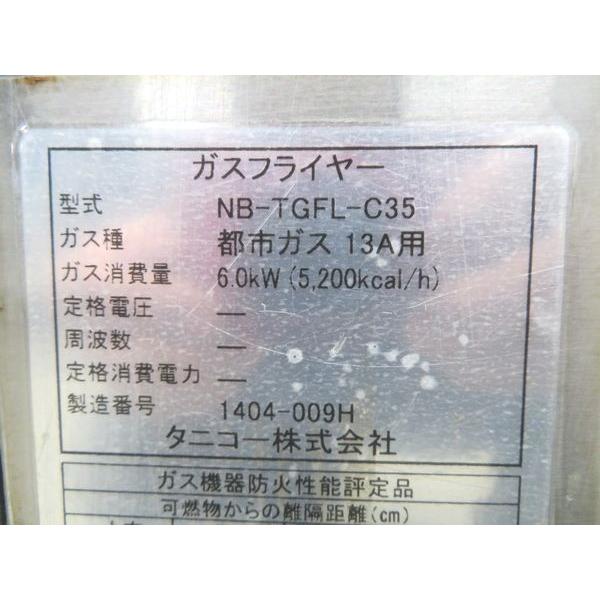 ガスフライヤー
型式 NB-TGFL-C35
ガス種 都市ガス 13A用
ガス消費量 6.0kW (5,200kcal/h)
定格電圧 —
周波数 —
定格消費電力 —
製造番号 1404-009H
タニコー株式会社
ガス機器防火性能評定品
可燃物からの離隔距離(cm)